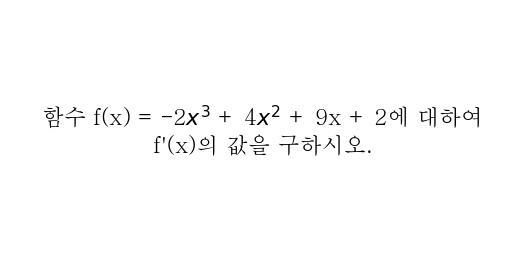 함수 f(x) = -2x³ + 4x² + 9x + 2에 대하여
f'(x)의 값을 구하시오.